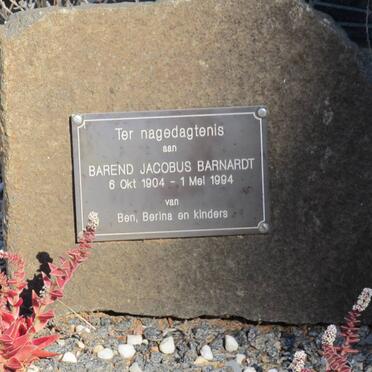 Ter nagedagtenis
aan
BAREND JACOBUS BARNARDT
6 Okt 1904 - 1 Mei 1994
van
Ben, Berina en kinders